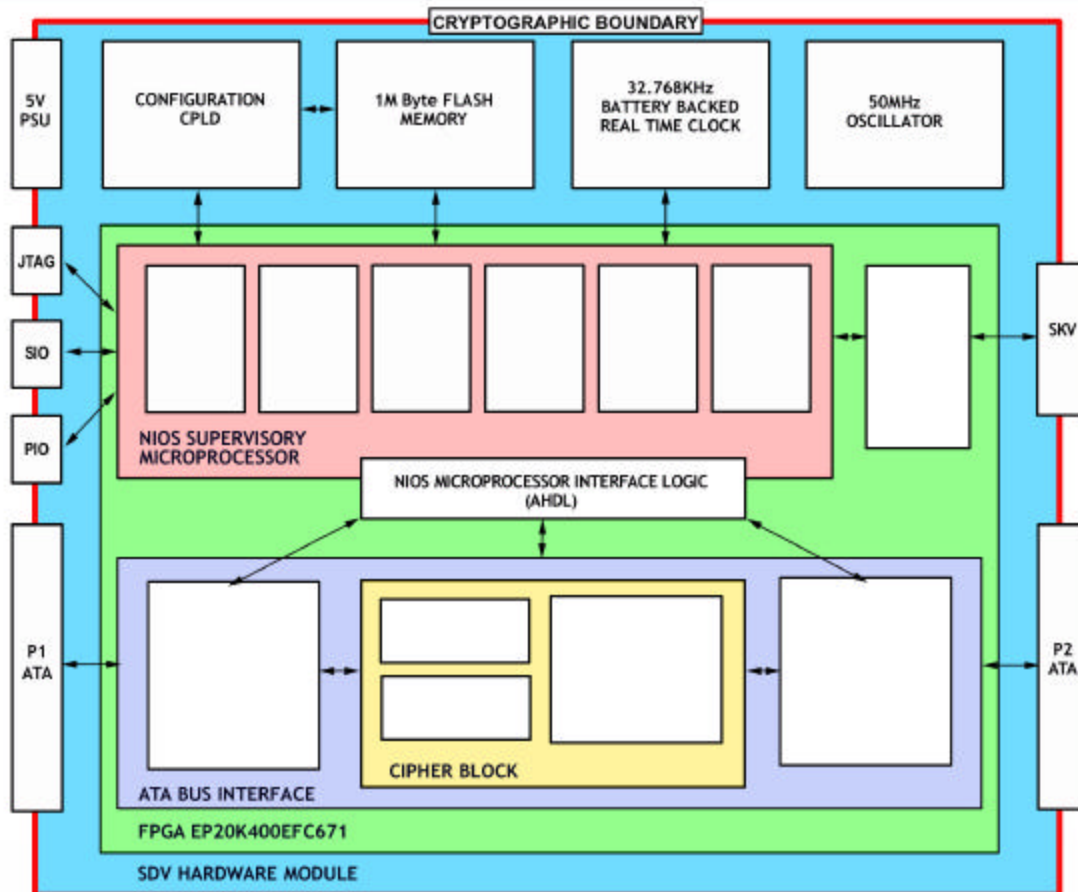 CRYPTOGRAPHIC BOUNDARY
5V
PSU
CONFIGURATION
CPLD
1M Byte FLASH
MEMORY
32.768KHz
BATTERY BACKED
REAL TIME CLOCK
50MHz
OSCILLATOR
JTAG
SIO
PIO
SKV
NIOS SUPERVISORY
MICROPROCESSOR
NIOS MICROPROCESSOR INTERFACE LOGIC
(AHDL)
P1
ATA
P2
ATA
CIPHER BLOCK
ATA BUS INTERFACE
FPGA EP20K400EFC671
SDV HARDWARE MODULE